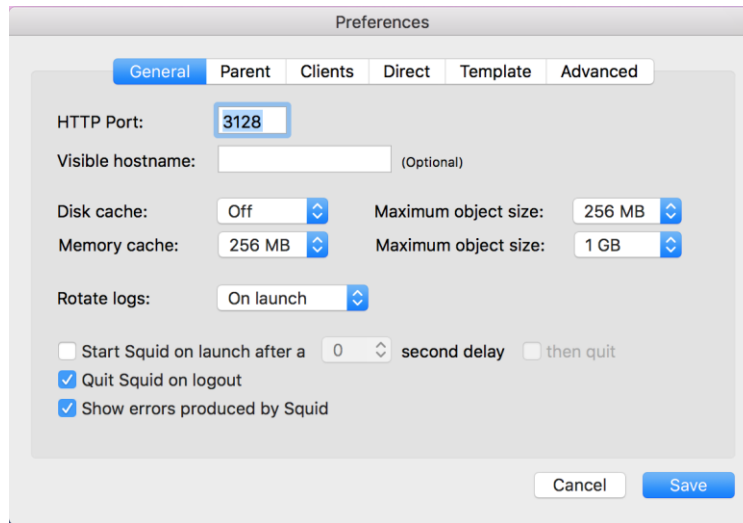 Preferences
General Parent Clients Direct Template Advanced
HTTP Port: 3128
Visible hostname: (Optional)
Disk cache: Off Maximum object size: 256 MB
Memory cache: 256 MB Maximum object size: 1 GB
Rotate logs: On launch
Start Squid on launch after a 0 second delay then quit
Quit Squid on logout
Show errors produced by Squid
Cancel Save